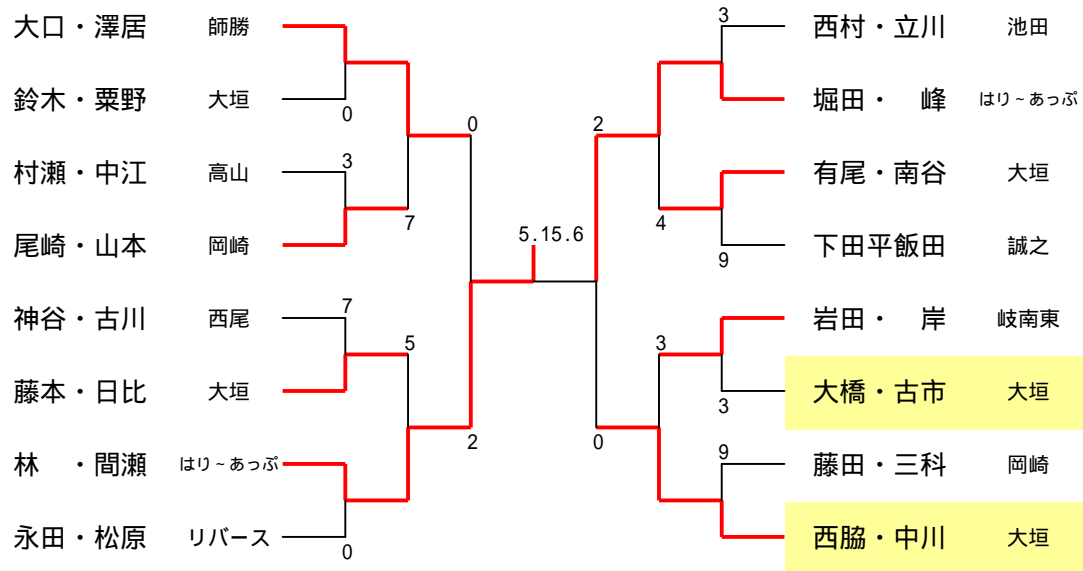 大口・澤居 師勝
0
鈴木・粟野 大垣
3
村瀬・中江 高山
尾崎・山本 岡崎
7
神谷・古川 西尾
藤本・日比 大垣
林　・間瀬 はり~あっぷ
0
永田・松原 リバース
0
7
5
2
5.15.6
2
4
3
0
3
西村・立川 池田
堀田・　峰 はり~あっぷ
有尾・南谷 大垣
9
下田平飯田 誠之
岩田・　岸 岐南東
3
大橋・古市 大垣
9
藤田・三科 岡崎
西脇・中川 大垣